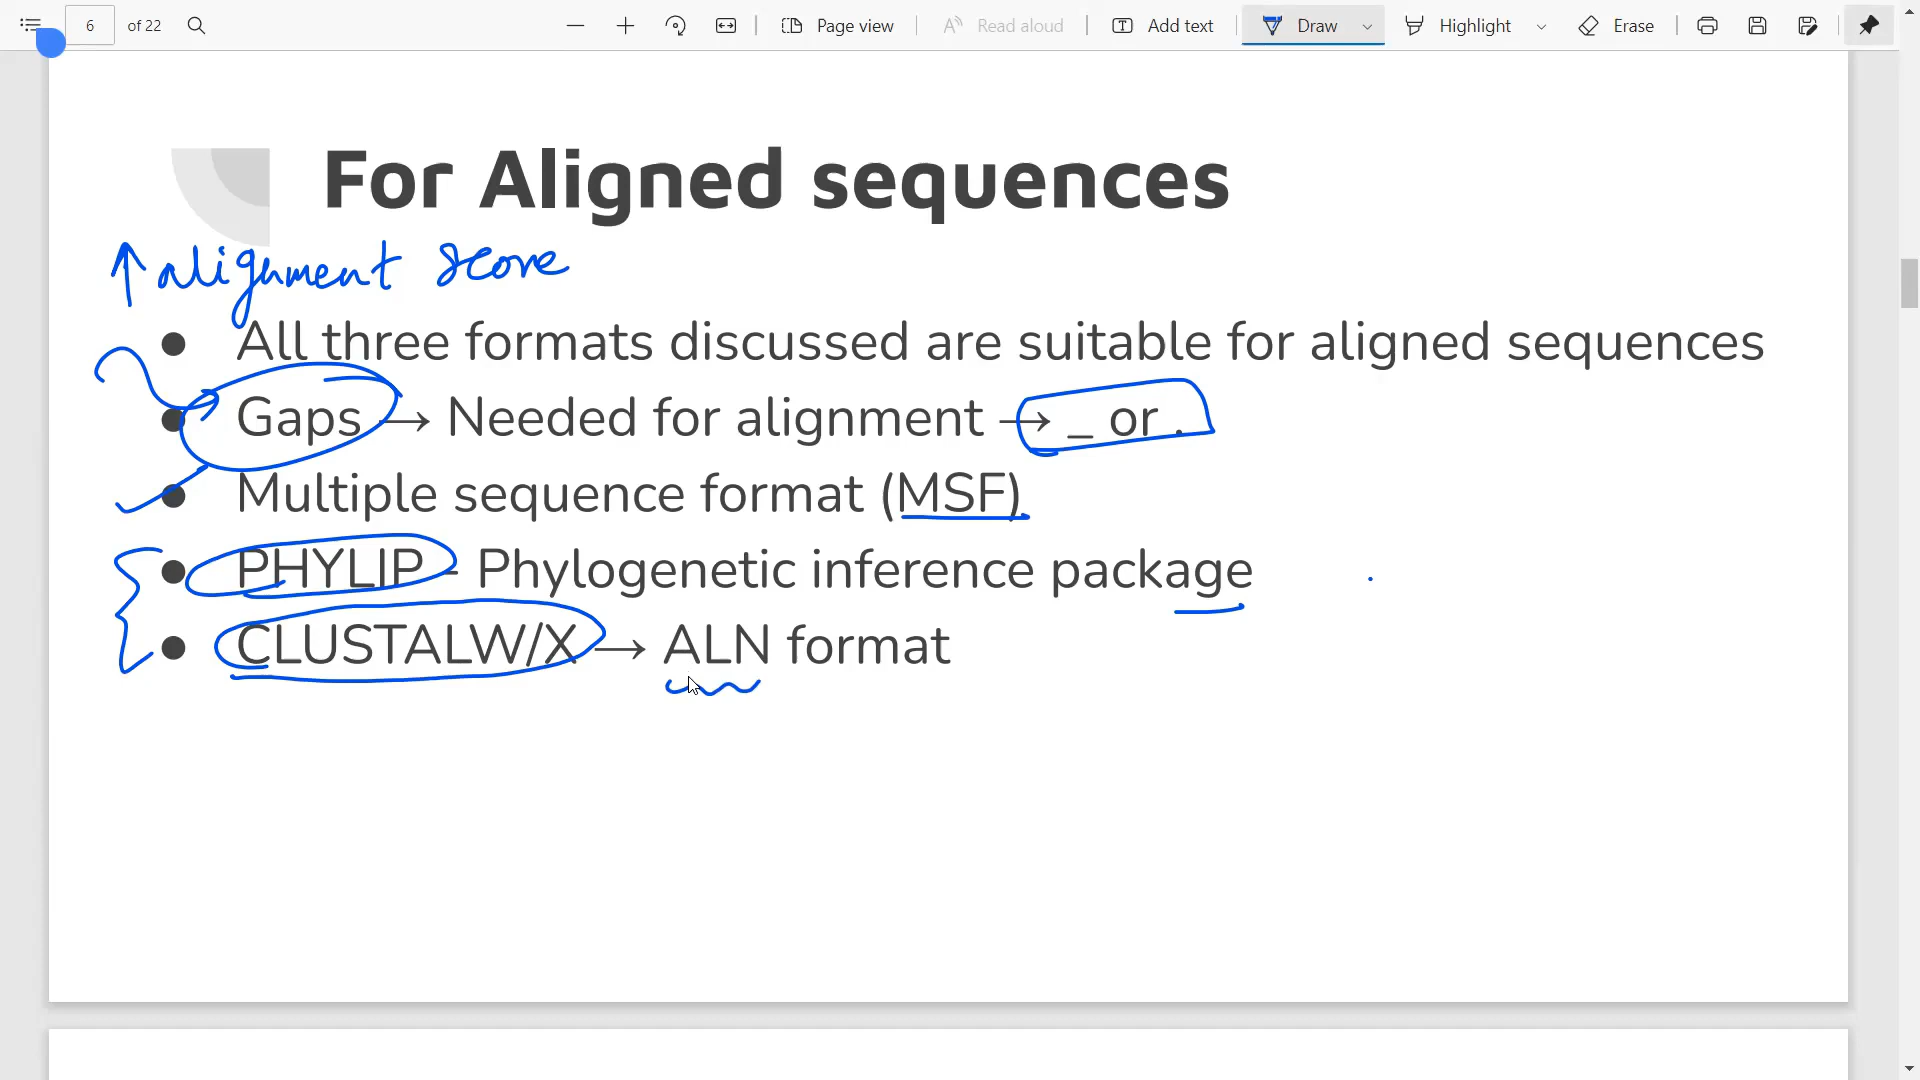 6 of 22 Page view Read aloud Add text Draw Highlight Erase
For Aligned sequences
↑ alignment score
● All three formats discussed are suitable for aligned sequences
● Gaps → Needed for alignment → _ or .
● Multiple sequence format (MSF)
● PHYLIP - Phylogenetic inference package
● CLUSTALW/X → ALN format